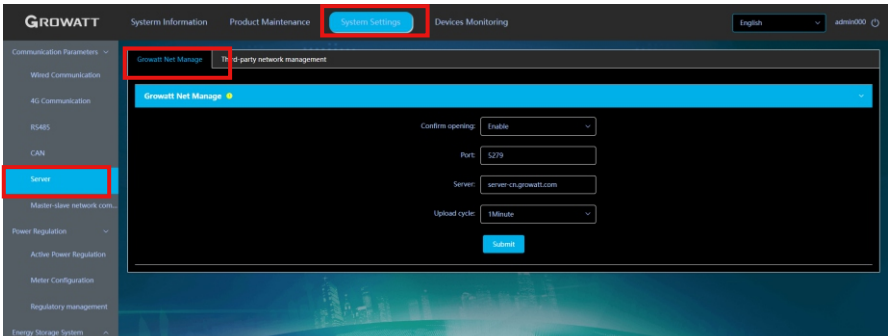 GROWATT
Systerm Information
Product Maintenance
System Settings
Devices Monitoring
English
admin000
Communication Parameters
Wired Communication
4G Communication
RS485
CAN
Server
Master-slave network com...
Power Regulation
Active Power Regulation
Meter Configuration
Regulatory management
Energy Storage System
Growatt Net Manage
Third-party network management
Growatt Net Manage
Confirm opening: Enable
Port: 5279
Server: server-cn.growatt.com
Upload cycle: 1Minute
Submit